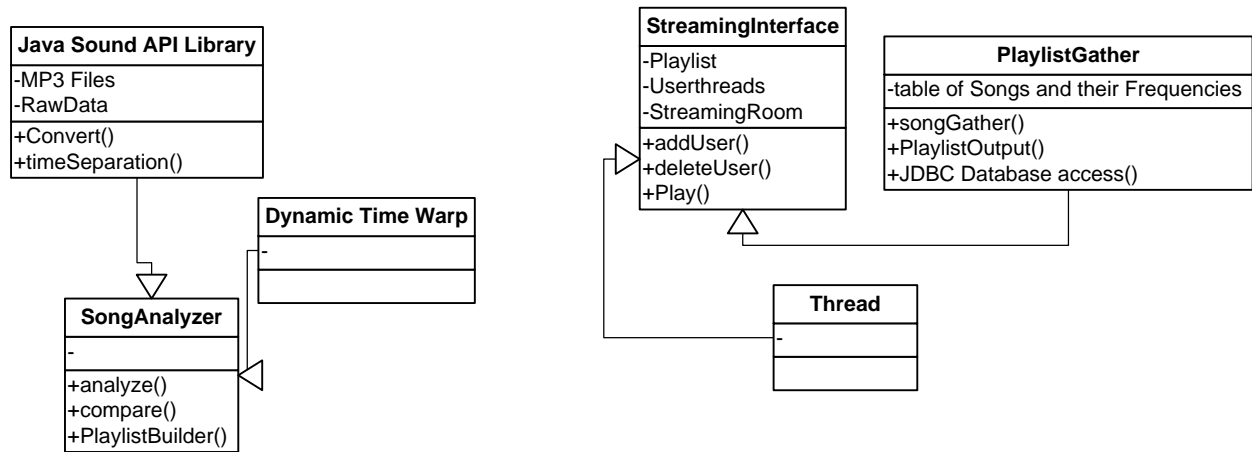 Java Sound API Library
-MP3 Files
-RawData
+Convert()
+timeSeparation()
Dynamic Time Warp
-
SongAnalyzer
-
+analyze()
+compare()
+PlaylistBuilder()
StreamingInterface
-Playlist
-Userthreads
-StreamingRoom
+addUser()
+deleteUser()
+Play()
PlaylistGather
-table of Songs and their Frequencies
+songGather()
+PlaylistOutput()
+JDBC Database access()
Thread
-